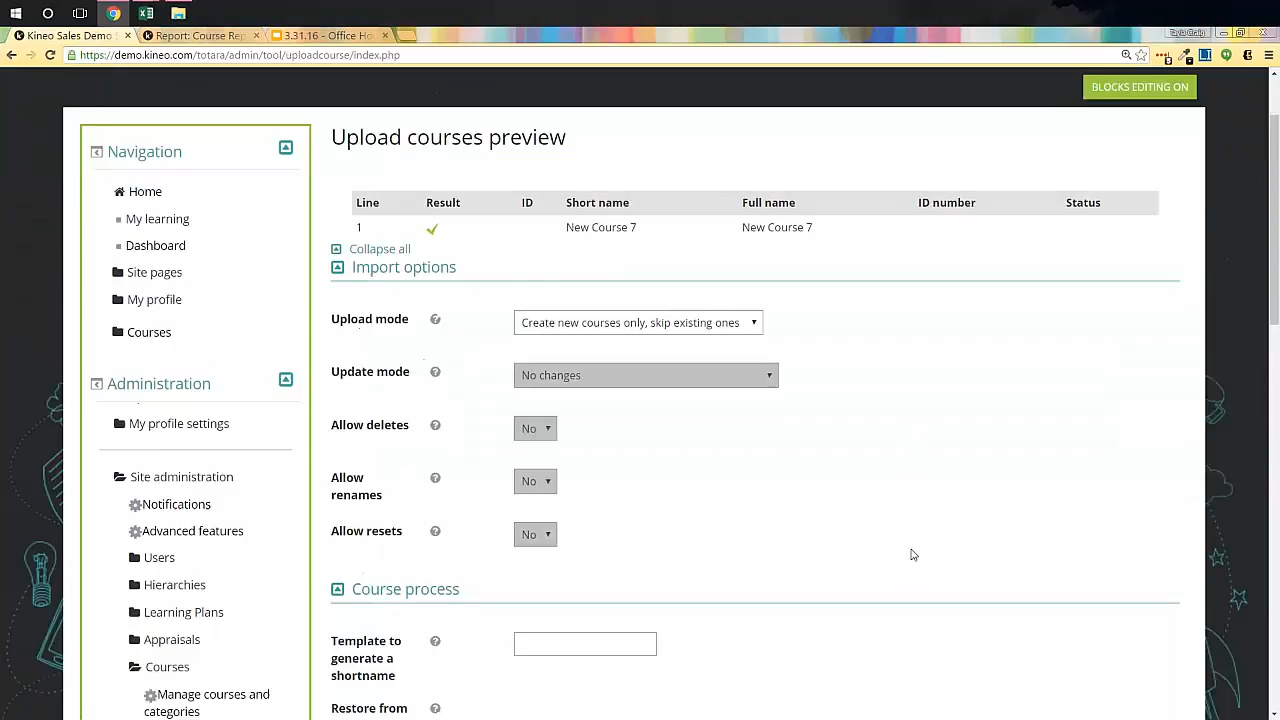 Kineo Sales Demo
Report: Course Rep
3.31.16 - Office Ho
Tayla Craig
https://demo.kineo.com/totara/admin/tool/uploadcourse/index.php
BLOCKS EDITING ON
Navigation
Home
My learning
Dashboard
Site pages
My profile
Courses
Administration
My profile settings
Site administration
Notifications
Advanced features
Users
Hierarchies
Learning Plans
Appraisals
Courses
Manage courses and
categories
Upload courses preview
Line Result ID Short name Full name ID number Status
1 New Course 7 New Course 7
Collapse all
Import options
Upload mode Create new courses only, skip existing ones
Update mode No changes
Allow deletes No
Allow
renames No
Allow resets No
Course process
Template to
generate a
shortname
Restore from